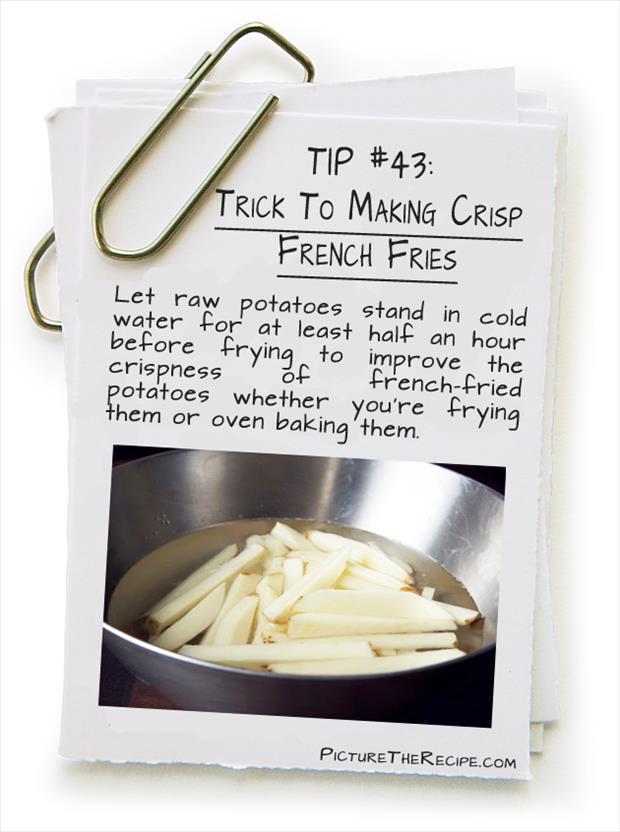 TIP #43:
TRICK TO MAKING CRISP
FRENCH FRIES
Let raw potatoes stand in cold
water for at least half an hour
before frying to improve the
crispness of french-fried
potatoes whether you're frying
them or oven baking them.
PICTURETHERECIPE.COM